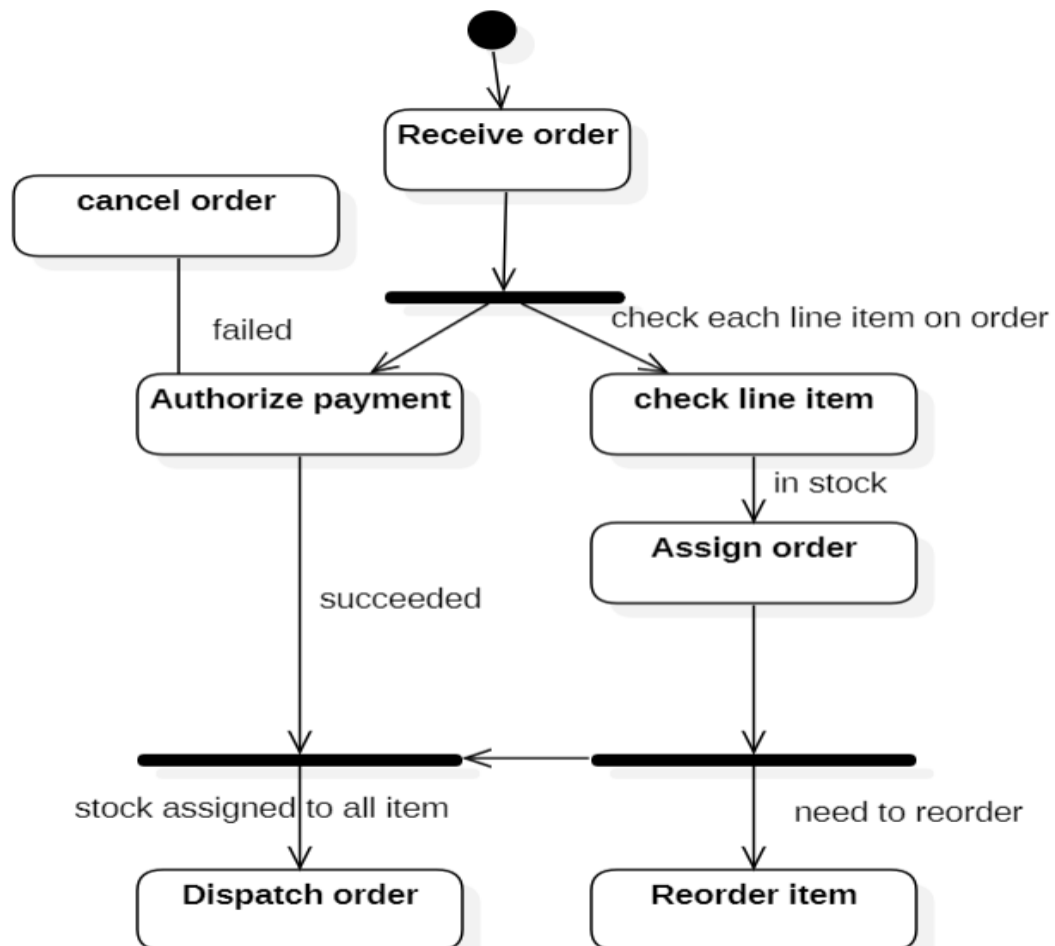 Receive order
cancel order
check each line item on order
failed
Authorize payment
check line item
in stock
Assign order
succeeded
stock assigned to all item
need to reorder
Dispatch order
Reorder item